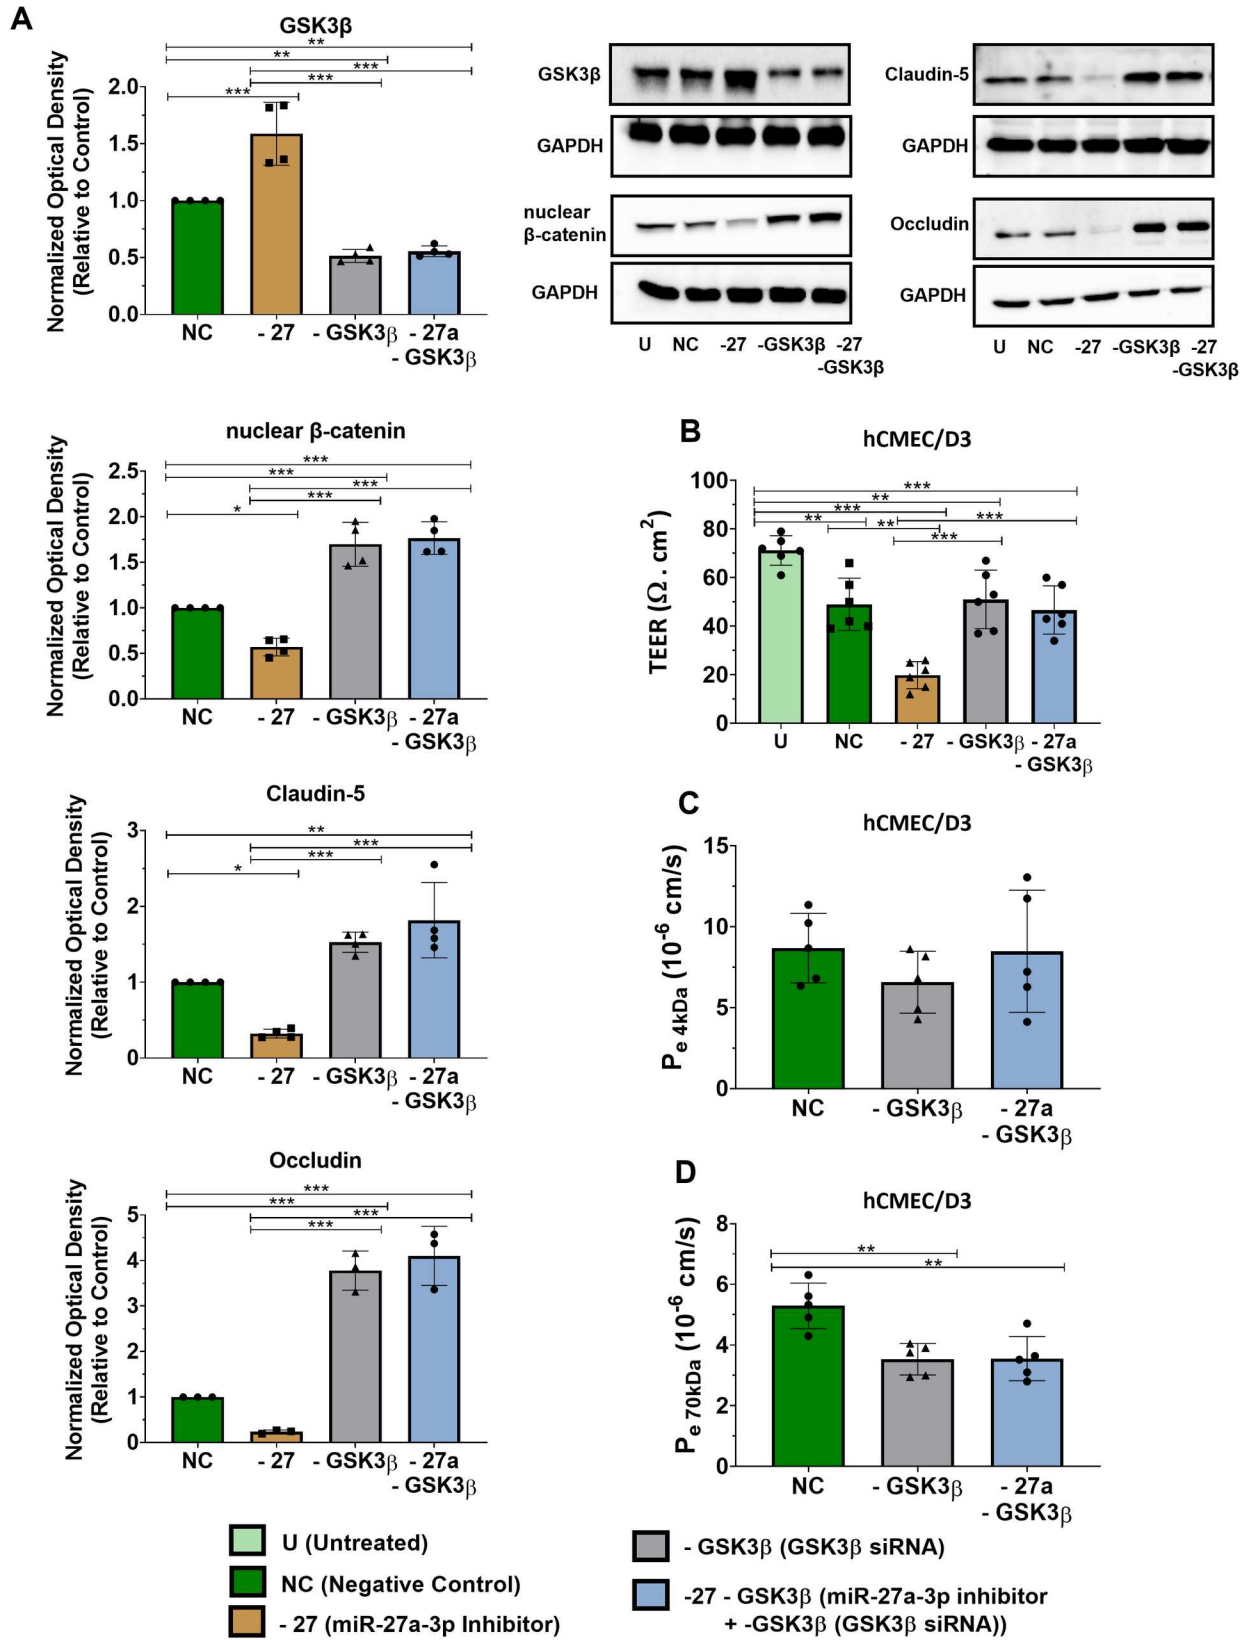 A
GSK3β
**
**
***
***
***
Normalized Optical Density
(Relative to Control)
2.0
1.5
1.0
0.5
0.0
NC
- 27
- GSK3β
- 27a
- GSK3β
GSK3β
GAPDH
nuclear
β-catenin
GAPDH
U
NC
-27
-GSK3β
-27
-GSK3β
Claudin-5
GAPDH
Occludin
GAPDH
U
NC
-27
-GSK3β
-27
-GSK3β
nuclear β-catenin
***
***
***
***
*
Normalized Optical Density
(Relative to Control)
2.5
2.0
1.5
1.0
0.5
0.0
NC
- 27
- GSK3β
- 27a
- GSK3β
B
hCMEC/D3
***
**
***
**
**
***
***
TEER (Ω . cm²)
100
80
60
40
20
0
U
NC
- 27
- GSK3β
- 27a
- GSK3β
Claudin-5
**
***
***
*
Normalized Optical Density
(Relative to Control)
3
2
1
0
NC
- 27
- GSK3β
- 27a
- GSK3β
C
hCMEC/D3
Pe 4kDa (10⁻⁶ cm/s)
15
10
5
0
NC
- GSK3β
- 27a
- GSK3β
Occludin
***
***
***
***
Normalized Optical Density
(Relative to Control)
5
4
3
2
1
0
NC
- 27
- GSK3β
- 27a
- GSK3β
D
hCMEC/D3
**
**
Pe 70kDa (10⁻⁶ cm/s)
8
6
4
2
0
NC
- GSK3β
- 27a
- GSK3β
U (Untreated)
NC (Negative Control)
- 27 (miR-27a-3p Inhibitor)
- GSK3β (GSK3β siRNA)
-27 - GSK3β (miR-27a-3p inhibitor
+ -GSK3β (GSK3β siRNA))